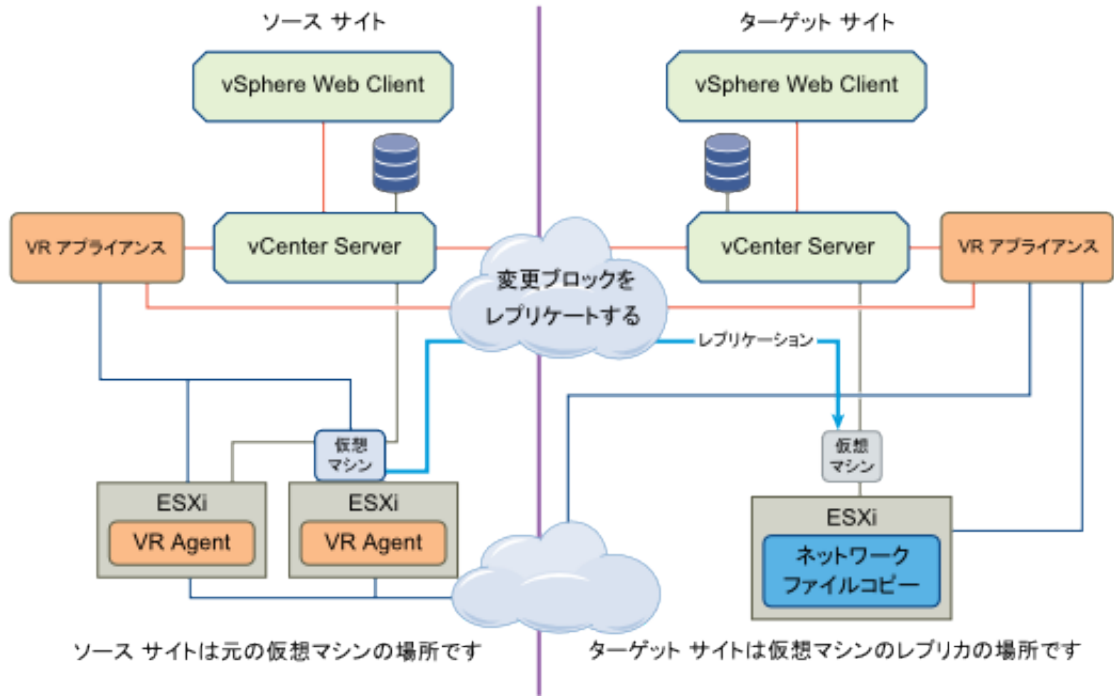 ソース サイト
ターゲット サイト
vSphere Web Client
vSphere Web Client
VR アプライアンス
vCenter Server
vCenter Server
VR アプライアンス
変更ブロックを
レプリケートする
レプリケーション
仮想
マシン
仮想
マシン
ESXi
VR Agent
ESXi
VR Agent
ESXi
ネットワーク
ファイルコピー
ソース サイトは元の仮想マシンの場所です
ターゲット サイトは仮想マシンのレプリカの場所です